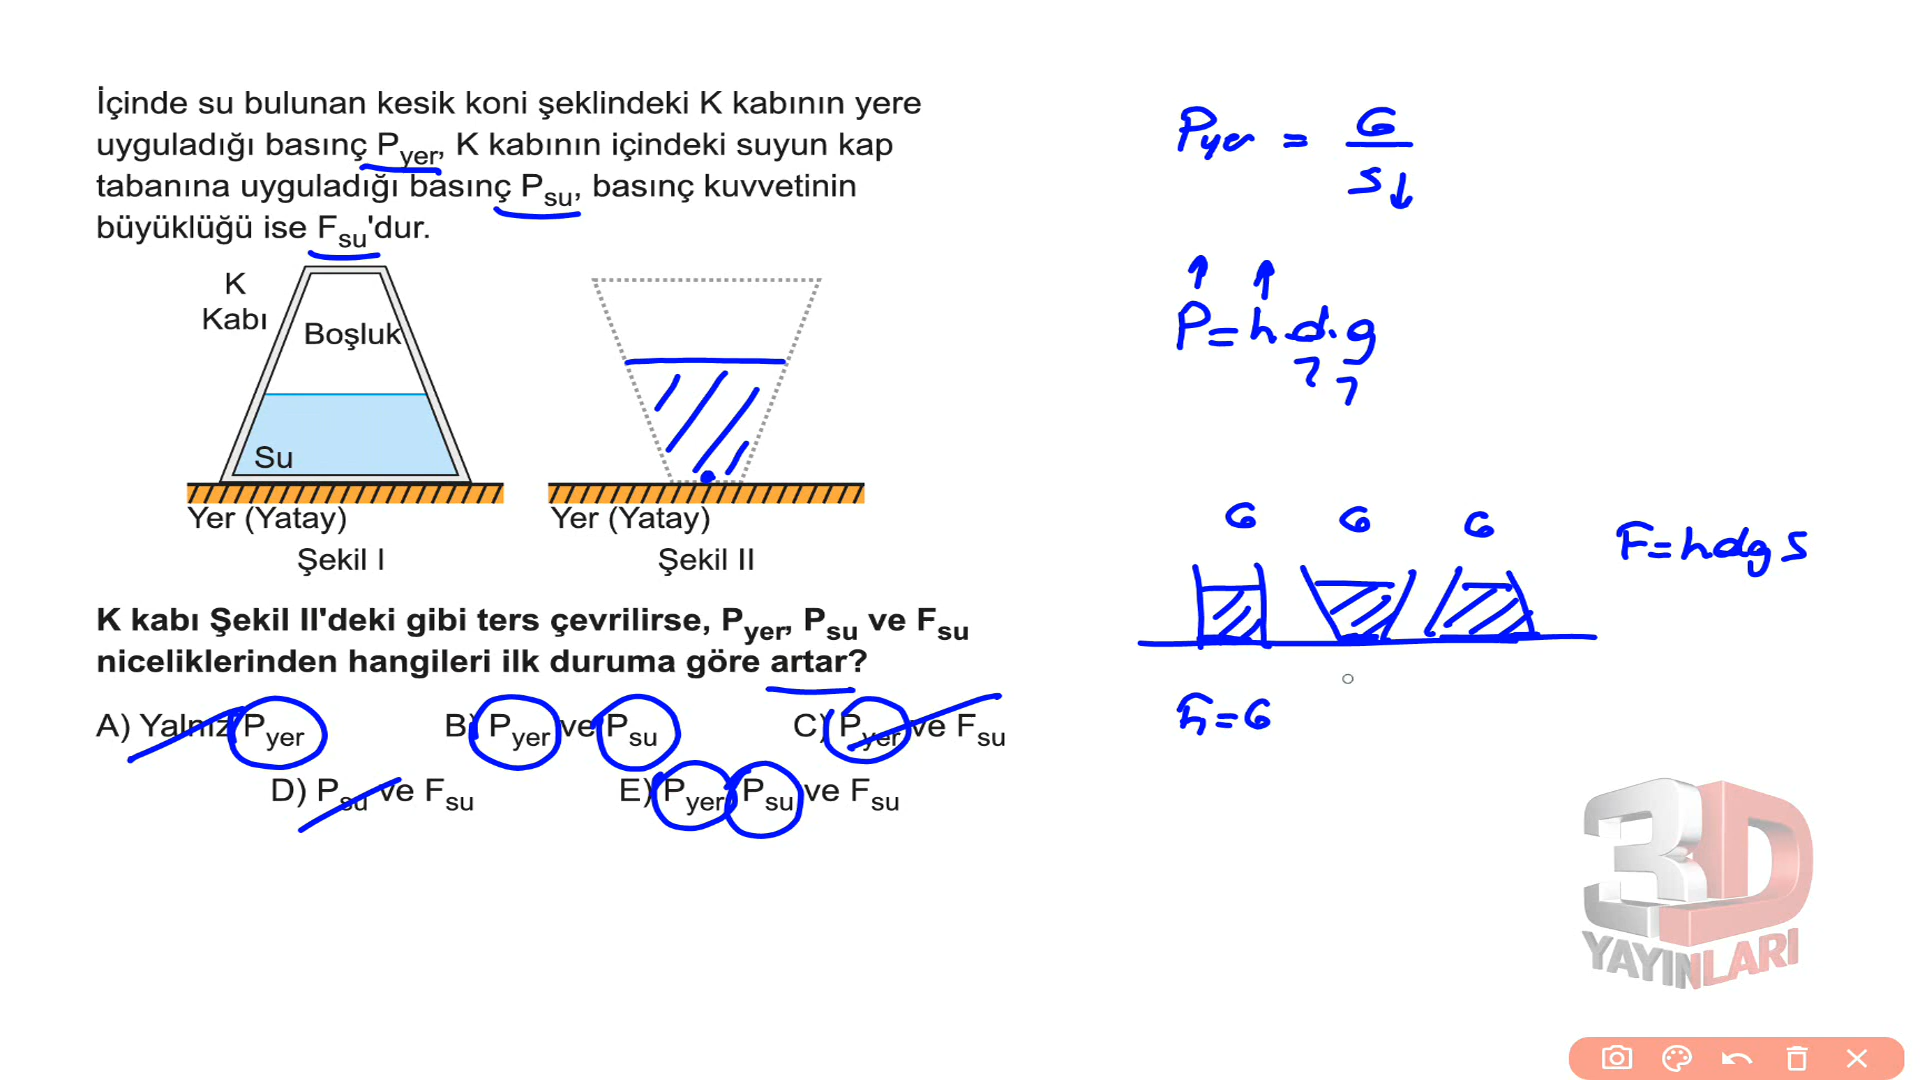 İçinde su bulunan kesik koni şeklindeki K kabının yere
uyguladığı basınç Pyer, K kabının içindeki suyun kap
tabanına uyguladığı basınç Psu, basınç kuvvetinin
büyüklüğü ise Fsu'dur.
K
Kabı
Boşluk
Su
Yer (Yatay)
Şekil I
Yer (Yatay)
Şekil II
K kabı Şekil II'deki gibi ters çevrilirse, Pyer, Psu ve Fsu
niceliklerinden hangileri ilk duruma göre artar?
A) Yalnız Pyer
B) Pyer ve Psu
C) Pyer ve Fsu
D) Psu ve Fsu
E) Pyer, Psu ve Fsu
Pyer = G/S↓
P = h.d.g
G G G
F = hdgS
F₁ = G
3D
YAYINLARI